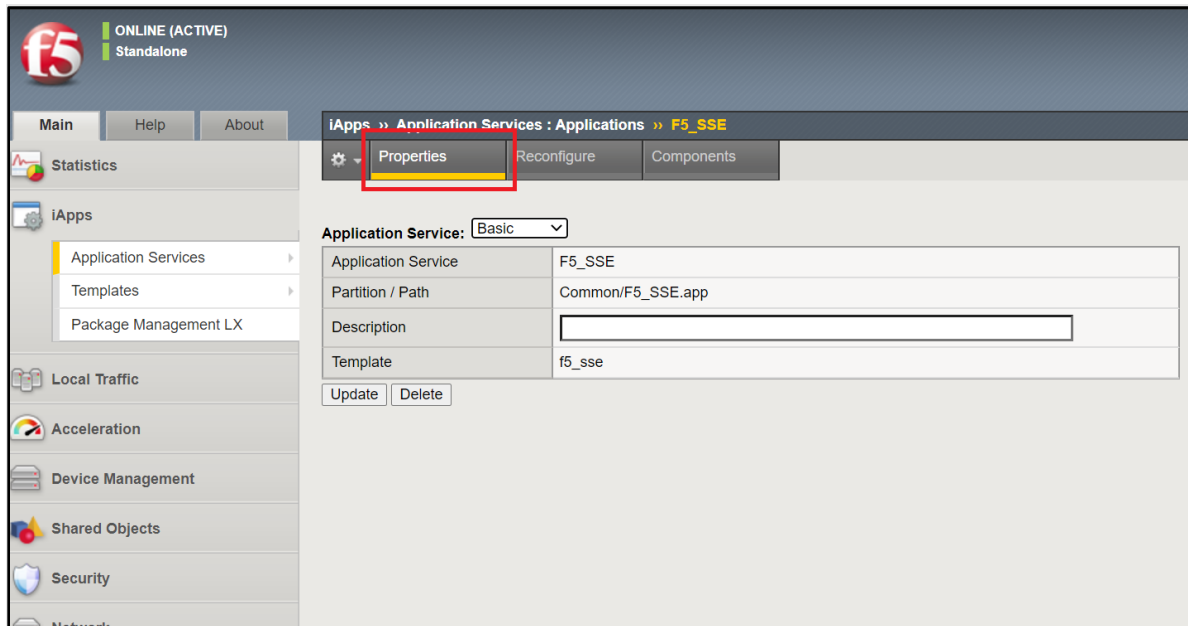 f5
ONLINE (ACTIVE)
Standalone
Main Help About
iApps ›› Application Services : Applications ›› F5_SSE
Properties Reconfigure Components
Statistics
iApps
Application Services
Templates
Package Management LX
Local Traffic
Acceleration
Device Management
Shared Objects
Security
Network
Application Service: Basic
Application Service F5_SSE
Partition / Path Common/F5_SSE.app
Description
Template f5_sse
Update Delete